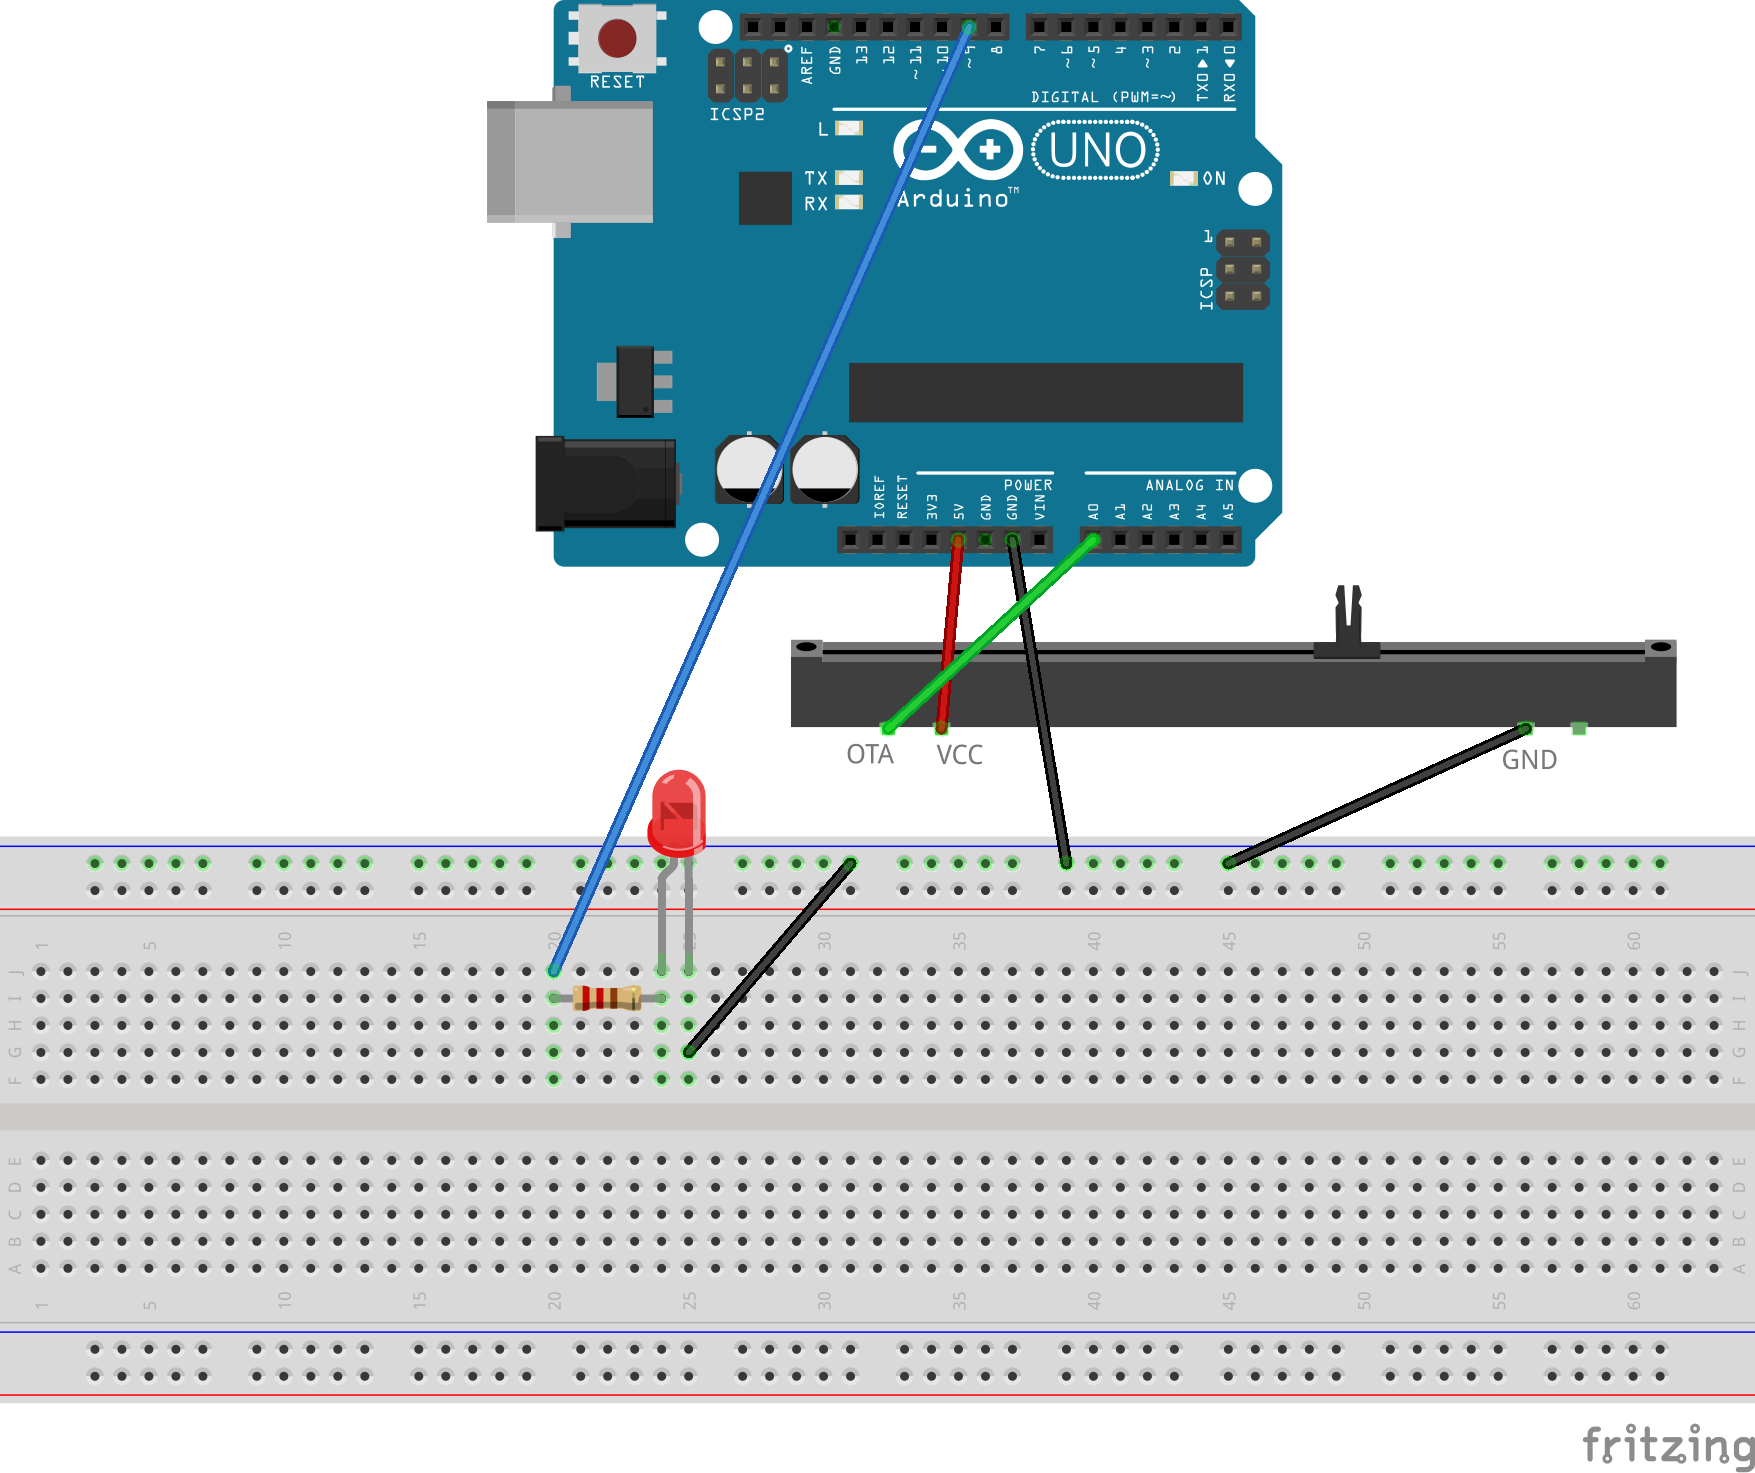 RESET
AREF
GND
13
12
~11
~10
~9
8
7
~6
~5
4
~3
2
TX0▶1
RX0◀0
ICSP2
DIGITAL (PWM=~)
L
TX
RX
UNO
Arduino™
ON
1
ICSP
POWER
ANALOG IN
IOREF
RESET
3V3
5V
GND
GND
VIN
A0
A1
A2
A3
A4
A5
OTA
VCC
GND
1 5 10 15 20 25 30 35 40 45 50 55 60
J J
I I
H H
G G
F F
E E
D D
C C
B B
A A
1 5 10 15 20 25 30 35 40 45 50 55 60
fritzing